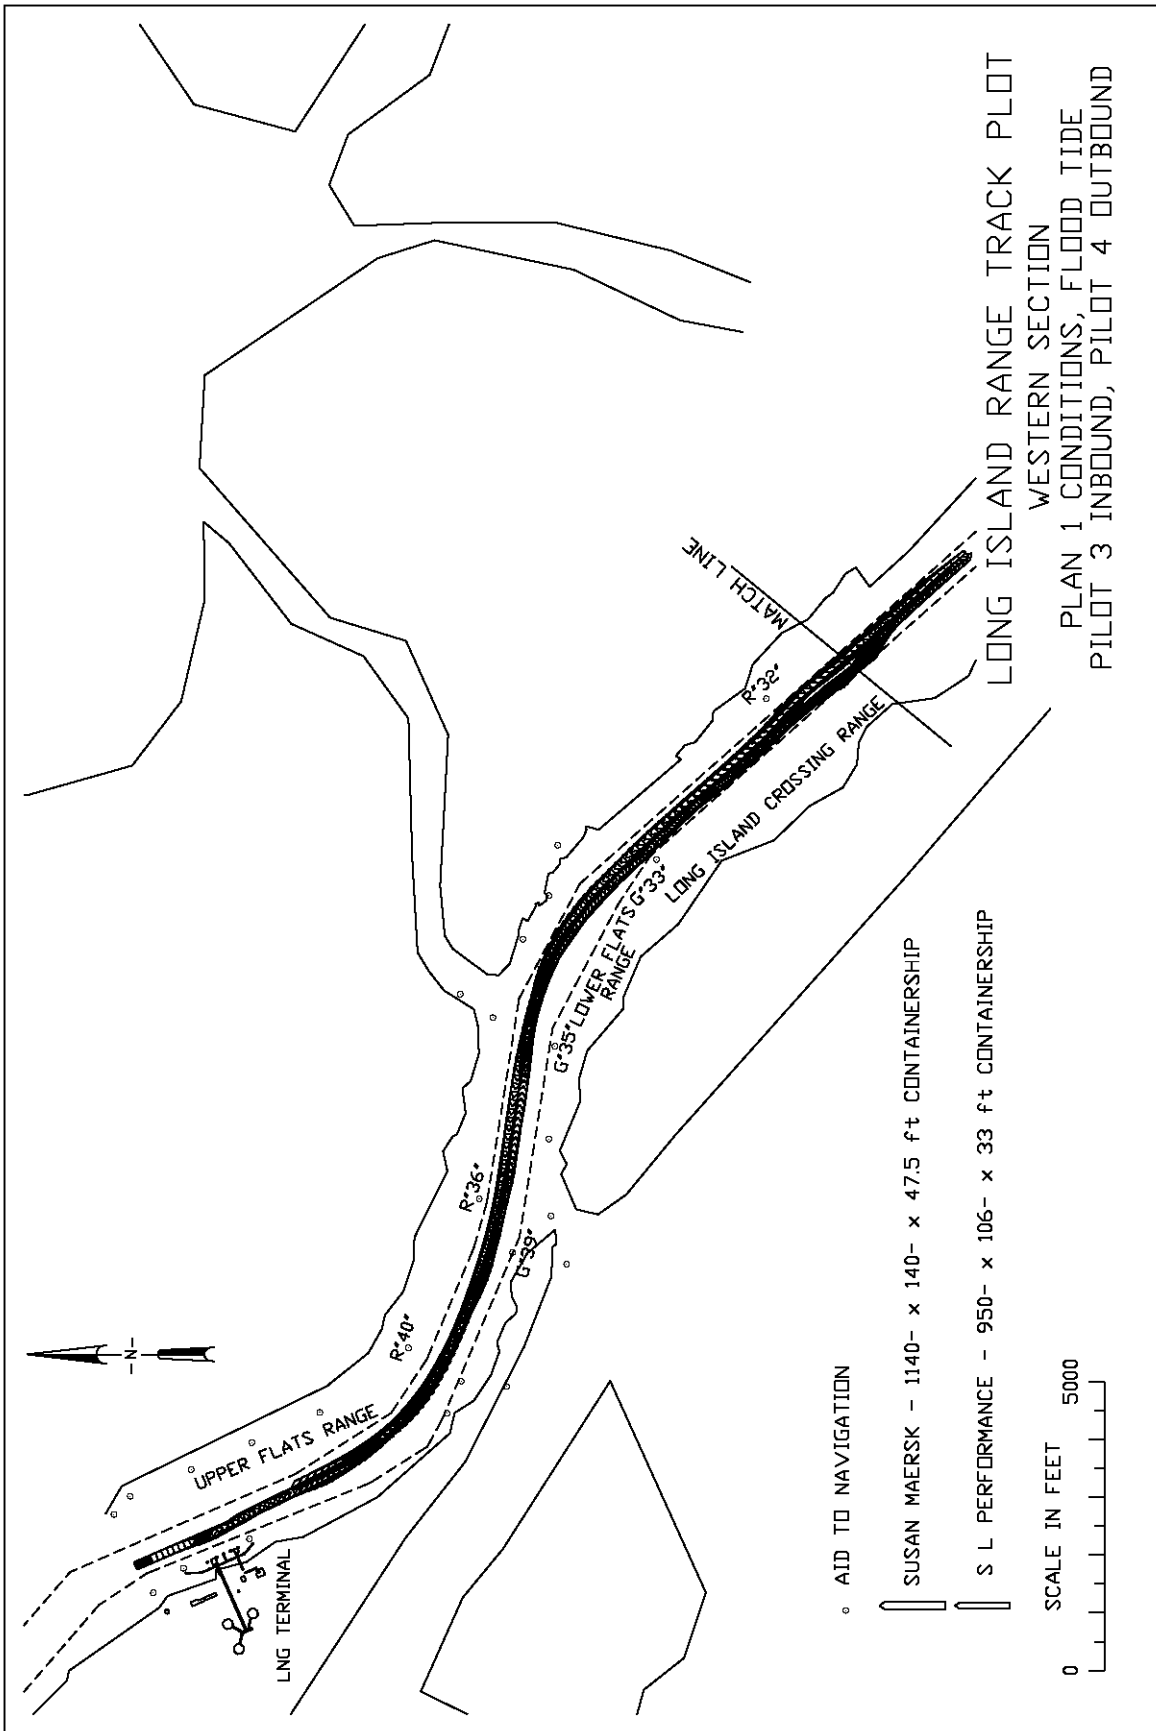 LONG ISLAND RANGE TRACK PLOT
WESTERN SECTION
PLAN 1 CONDITIONS, FLOOD TIDE
PILOT 3 INBOUND, PILOT 4 OUTBOUND
-N-
UPPER FLATS RANGE
LNG TERMINAL
R"40"
R"36"
G"39"
G"35"
LOWER FLATS
RANGE
G"33"
LONG ISLAND CROSSING RANGE
R"32"
MATCH LINE
AID TO NAVIGATION
SUSAN MAERSK - 1140- x 140- x 47.5 ft CONTAINERSHIP
S L PERFORMANCE - 950- x 106- x 33 ft CONTAINERSHIP
SCALE IN FEET
0 5000